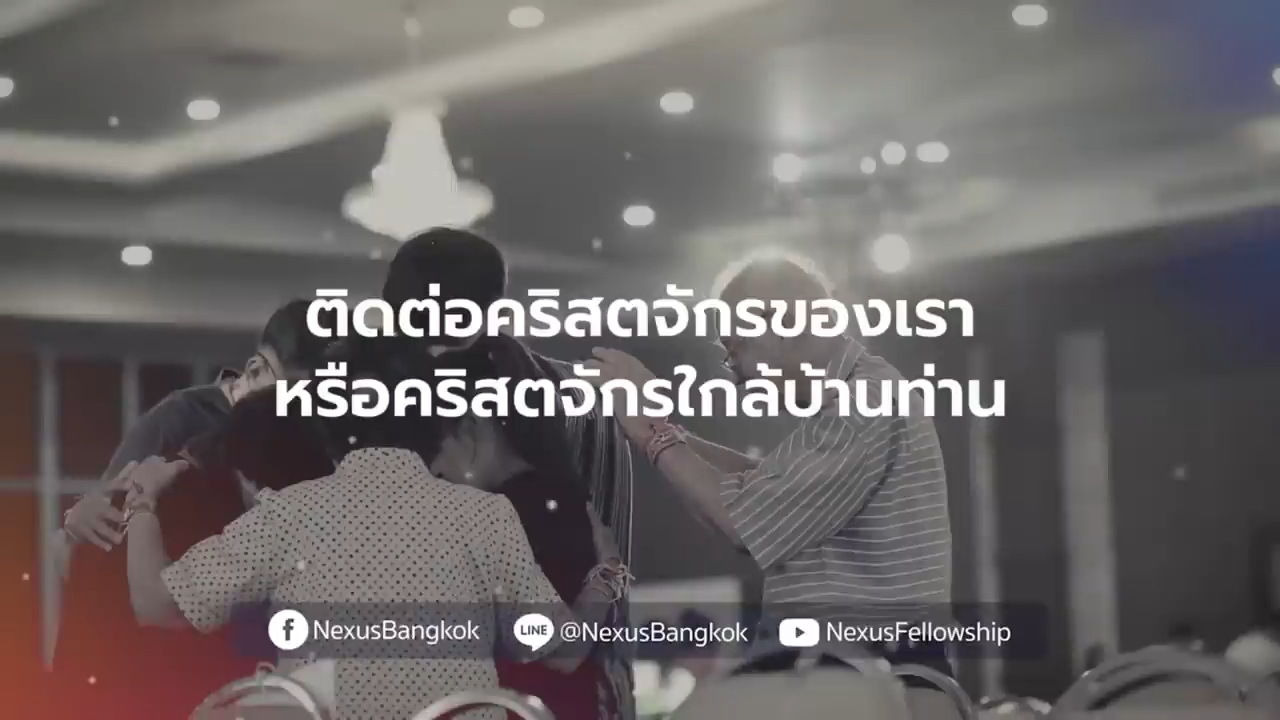 ติดต่อคริสตจักรของเรา
หรือคริสตจักรใกล้บ้านท่าน
NexusBangkok LINE @NexusBangkok NexusFellowship